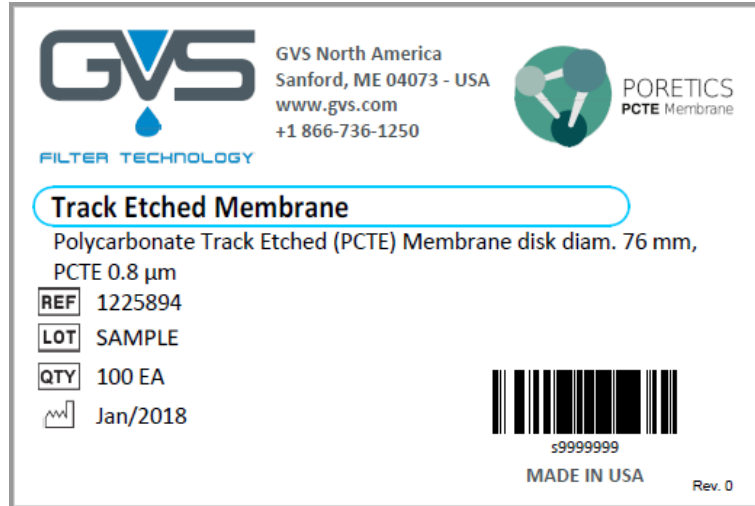 GVS
FILTER TECHNOLOGY
GVS North America
Sanford, ME 04073 - USA
www.gvs.com
+1 866-736-1250
PORETICS
PCTE Membrane
Track Etched Membrane
Polycarbonate Track Etched (PCTE) Membrane disk diam. 76 mm,
PCTE 0.8 µm
REF 1225894
LOT SAMPLE
QTY 100 EA
Jan/2018
s9999999
MADE IN USA
Rev. 0